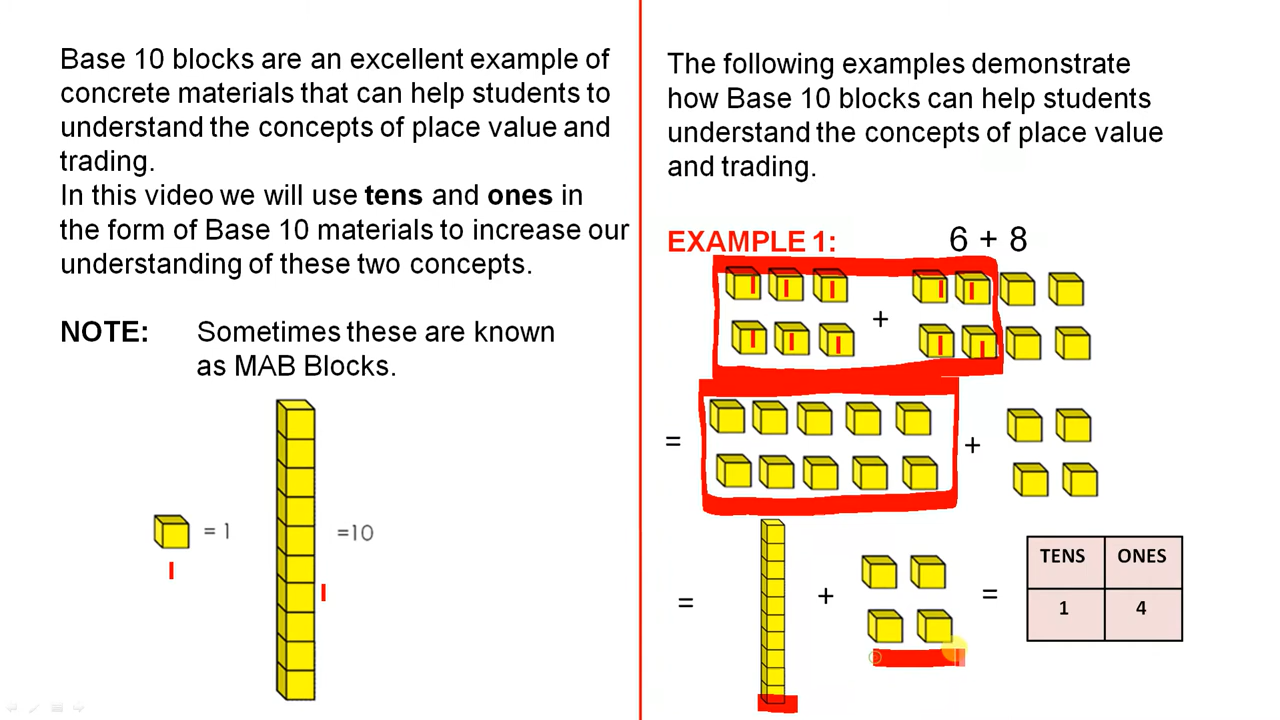 Base 10 blocks are an excellent example of
concrete materials that can help students to
understand the concepts of place value and
trading.
In this video we will use tens and ones in
the form of Base 10 materials to increase our
understanding of these two concepts.
NOTE: Sometimes these are known
as MAB Blocks.
= 1
=10
The following examples demonstrate
how Base 10 blocks can help students
understand the concepts of place value
and trading.
EXAMPLE 1: 6 + 8
+
= +
= + =
TENS ONES
1 4